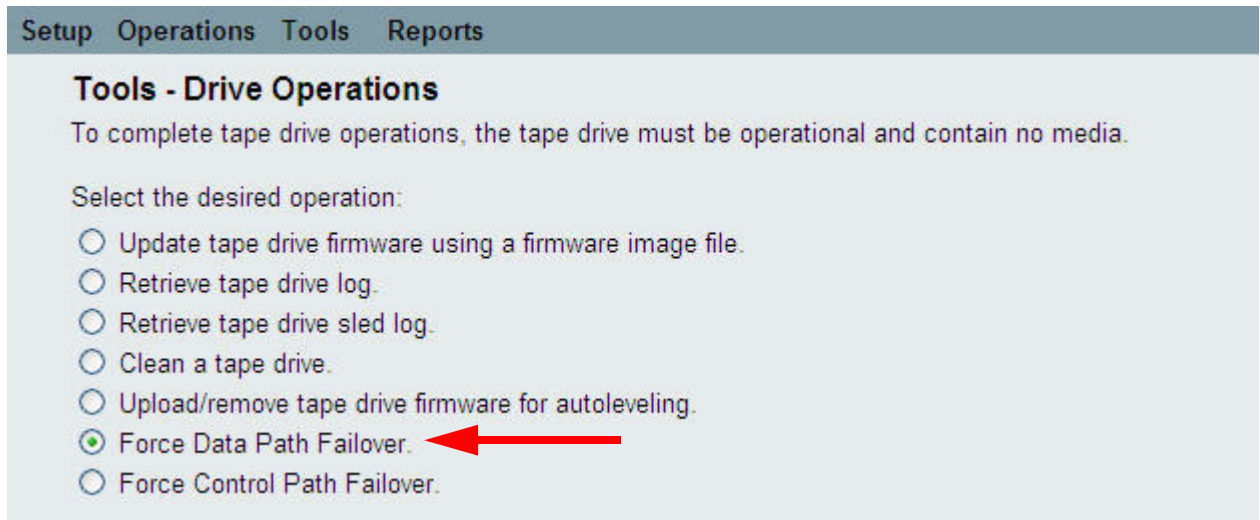 Setup Operations Tools Reports
Tools - Drive Operations
To complete tape drive operations, the tape drive must be operational and contain no media.
Select the desired operation:
Update tape drive firmware using a firmware image file.
Retrieve tape drive log.
Retrieve tape drive sled log.
Clean a tape drive.
Upload/remove tape drive firmware for autoleveling.
Force Data Path Failover.
Force Control Path Failover.